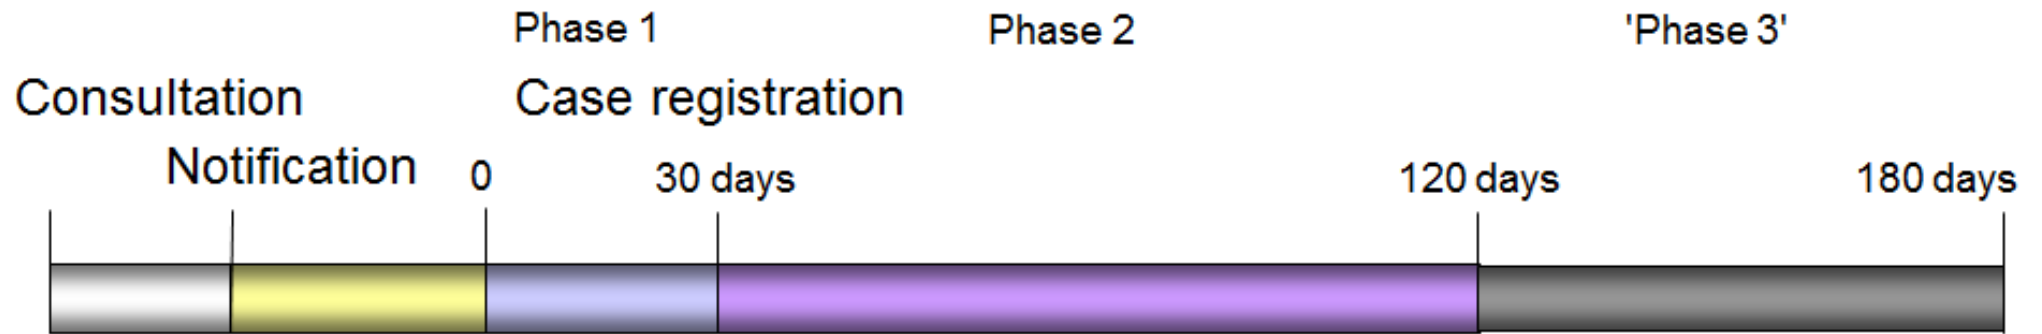 Phase 1 Phase 2 'Phase 3'
Consultation Case registration
Notification 0 30 days 120 days 180 days